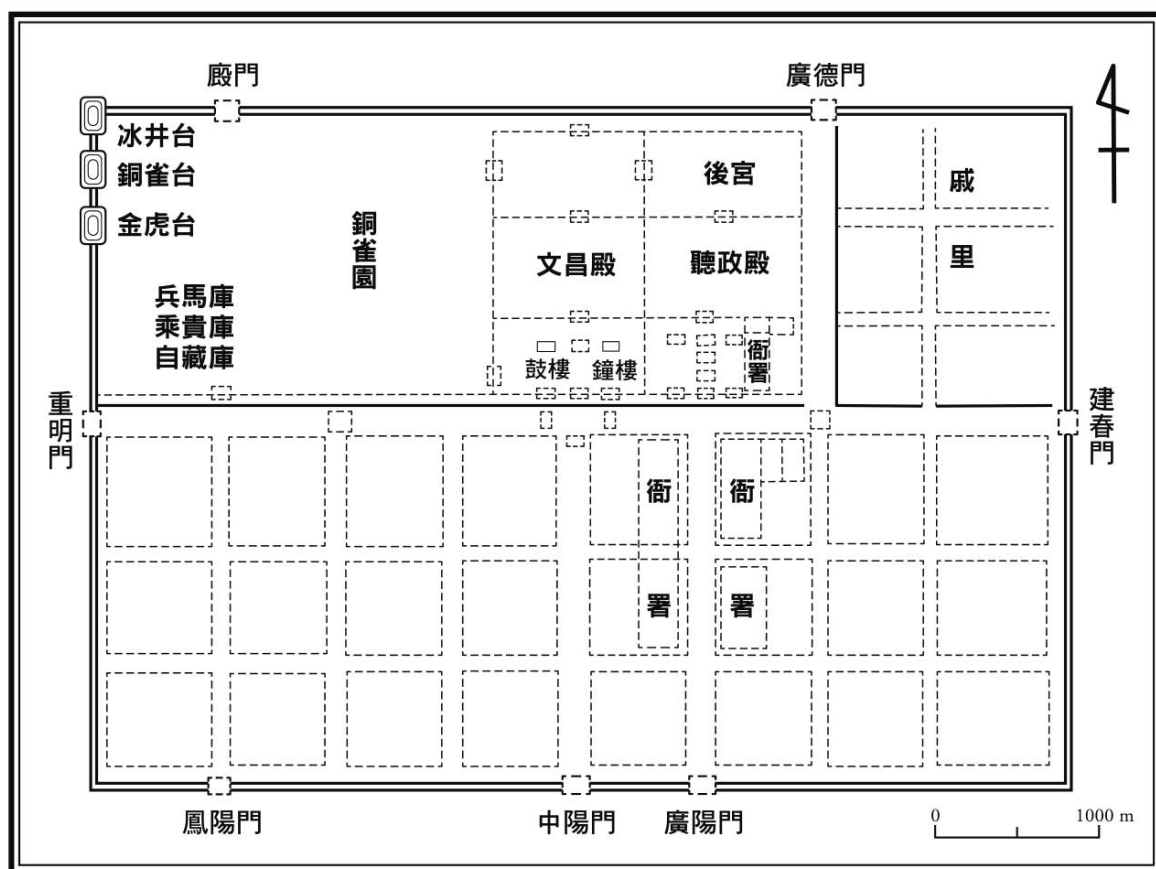 廄門
廣德門
冰井台
銅雀台
金虎台
銅雀園
後宮
戚里
文昌殿
聽政殿
兵馬庫
乘貴庫
自藏庫
鼓樓
鐘樓
衙署
重明門
建春門
衙署
衙署
鳳陽門
中陽門
廣陽門
0
1000 m